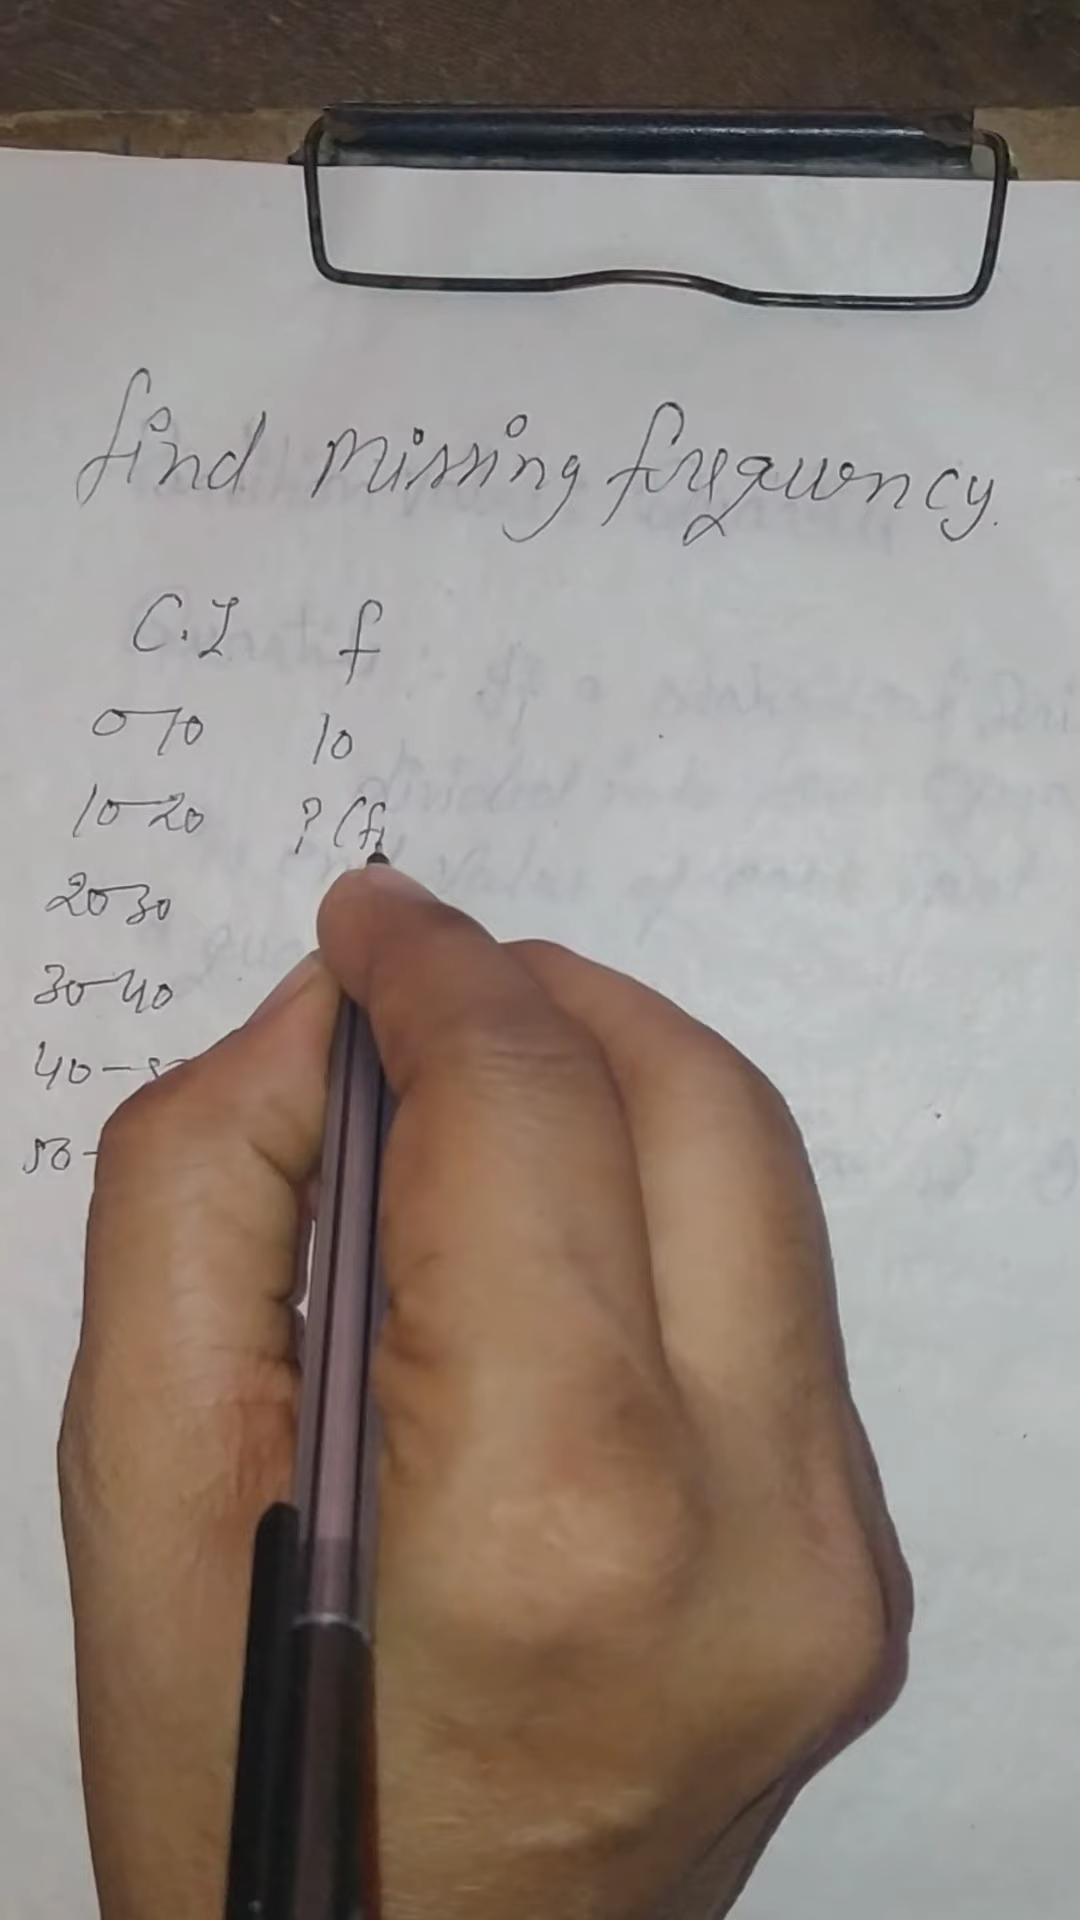 find missing frequency.
C.I f
0-10 10
10-20 ? (f1
20-30
30-40
40-
50-